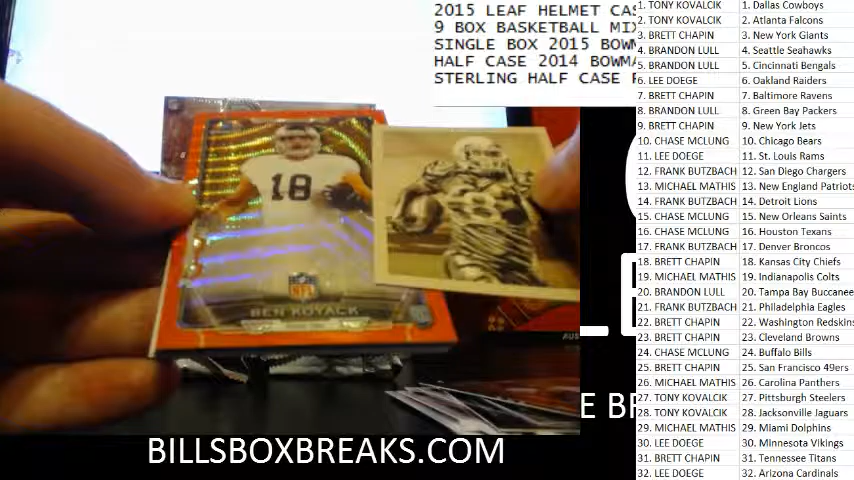 2015 LEAF HELMET CAS
9 BOX BASKETBALL MIX
SINGLE BOX 2015 BOWM
HALF CASE 2014 BOWMA
STERLING HALF CASE
1. TONY KOVALCIK 1. Dallas Cowboys
2. TONY KOVALCIK 2. Atlanta Falcons
3. BRETT CHAPIN 3. New York Giants
4. BRANDON LULL 4. Seattle Seahawks
5. BRANDON LULL 5. Cincinnati Bengals
6. LEE DOEGE 6. Oakland Raiders
7. BRETT CHAPIN 7. Baltimore Ravens
8. BRANDON LULL 8. Green Bay Packers
9. BRETT CHAPIN 9. New York Jets
10. CHASE MCLUNG 10. Chicago Bears
11. LEE DOEGE 11. St. Louis Rams
12. FRANK BUTZBACH 12. San Diego Chargers
13. MICHAEL MATHIS 13. New England Patriots
14. FRANK BUTZBACH 14. Detroit Lions
15. CHASE MCLUNG 15. New Orleans Saints
16. CHASE MCLUNG 16. Houston Texans
17. FRANK BUTZBACH 17. Denver Broncos
18. BRETT CHAPIN 18. Kansas City Chiefs
19. MICHAEL MATHIS 19. Indianapolis Colts
20. BRANDON LULL 20. Tampa Bay Buccanee
21. FRANK BUTZBACH 21. Philadelphia Eagles
22. BRETT CHAPIN 22. Washington Redskins
23. BRETT CHAPIN 23. Cleveland Browns
24. CHASE MCLUNG 24. Buffalo Bills
25. BRETT CHAPIN 25. San Francisco 49ers
26. MICHAEL MATHIS 26. Carolina Panthers
27. TONY KOVALCIK 27. Pittsburgh Steelers
28. TONY KOVALCIK 28. Jacksonville Jaguars
29. MICHAEL MATHIS 29. Miami Dolphins
30. LEE DOEGE 30. Minnesota Vikings
31. BRETT CHAPIN 31. Tennessee Titans
32. LEE DOEGE 32. Arizona Cardinals
18
NFL
BEN KOYACK
AUS
E BR
BILLSBOXBREAKS.COM